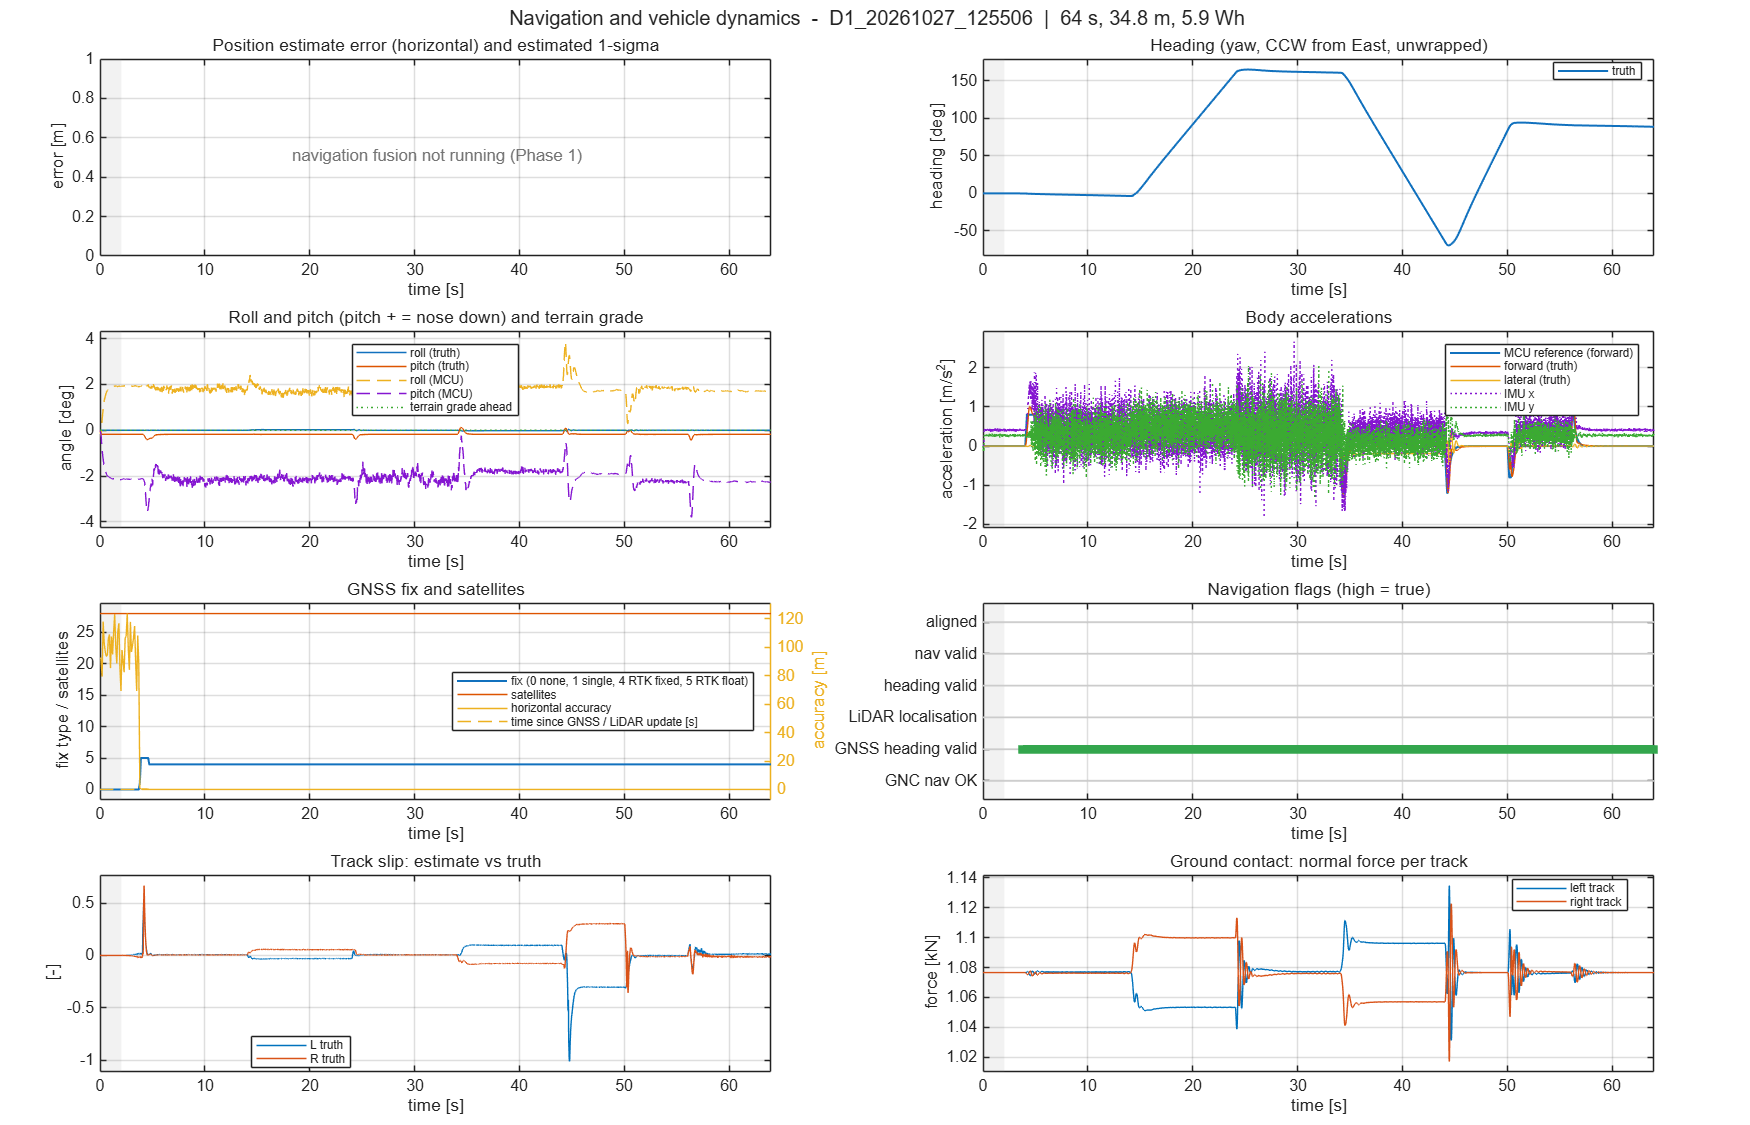 Navigation and vehicle dynamics - D1_20261027_125506 | 64 s, 34.8 m, 5.9 Wh
Position estimate error (horizontal) and estimated 1-sigma
1
0.8
0.6
0.4
0.2
0
error [m]
navigation fusion not running (Phase 1)
0 10 20 30 40 50 60
time [s]
Heading (yaw, CCW from East, unwrapped)
150
100
50
0
-50
heading [deg]
truth
0 10 20 30 40 50 60
time [s]
Roll and pitch (pitch + = nose down) and terrain grade
4
2
0
-2
-4
angle [deg]
roll (truth)
pitch (truth)
roll (MCU)
pitch (MCU)
terrain grade ahead
0 10 20 30 40 50 60
time [s]
Body accelerations
2
1
0
-1
-2
acceleration [m/s²]
MCU reference (forward)
forward (truth)
lateral (truth)
IMU x
IMU y
0 10 20 30 40 50 60
time [s]
GNSS fix and satellites
25
20
15
10
5
0
fix type / satellites
120
100
80
60
40
20
0
accuracy [m]
fix (0 none, 1 single, 4 RTK fixed, 5 RTK float)
satellites
horizontal accuracy
time since GNSS / LiDAR update [s]
0 10 20 30 40 50 60
time [s]
Navigation flags (high = true)
aligned
nav valid
heading valid
LiDAR localisation
GNSS heading valid
GNC nav OK
0 10 20 30 40 50 60
time [s]
Track slip: estimate vs truth
0.5
0
-0.5
-1
[-]
L truth
R truth
0 10 20 30 40 50 60
time [s]
Ground contact: normal force per track
1.14
1.12
1.1
1.08
1.06
1.04
1.02
force [kN]
left track
right track
0 10 20 30 40 50 60
time [s]